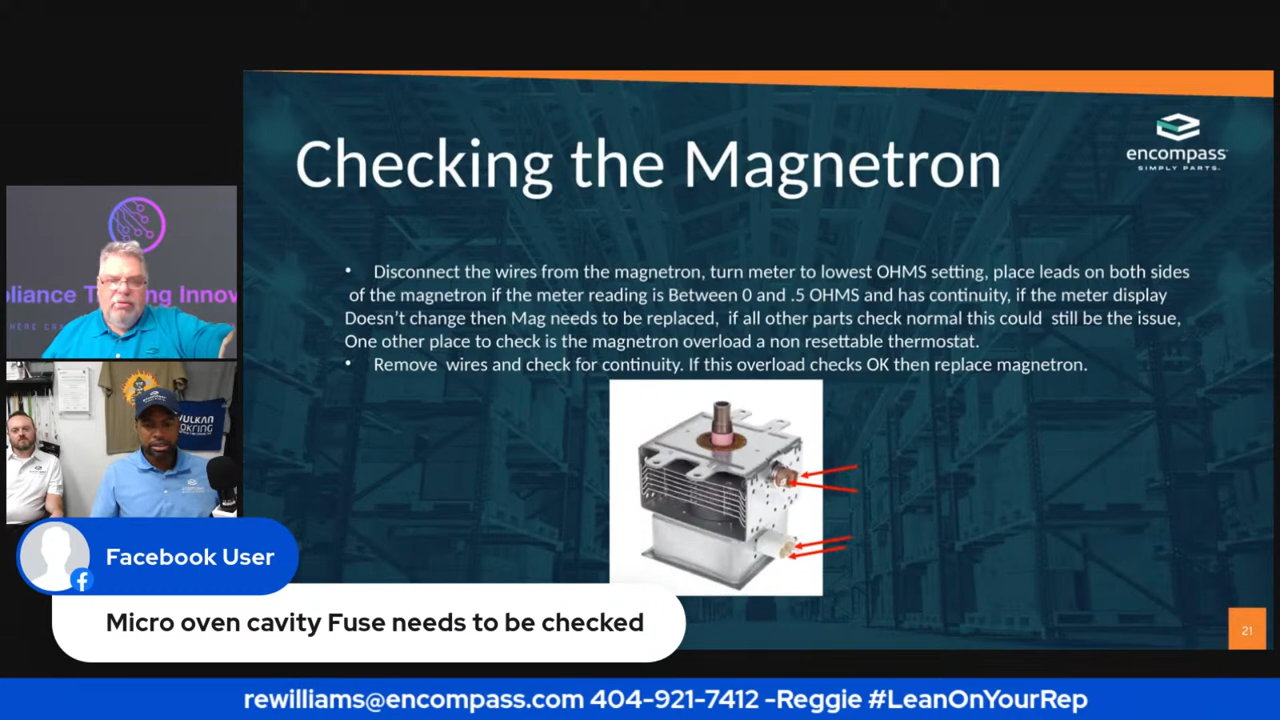 Checking the Magnetron
encompass
SIMPLY PARTS.
• Disconnect the wires from the magnetron, turn meter to lowest OHMS setting, place leads on both sides
of the magnetron if the meter reading is Between 0 and .5 OHMS and has continuity, if the meter display
Doesn't change then Mag needs to be replaced, if all other parts check normal this could still be the issue,
One other place to check is the magnetron overload a non resettable thermostat.
• Remove wires and check for continuity. If this overload checks OK then replace magnetron.
pliance T ning Innov
HERE
VULKAN
OKRING
Facebook User
Micro oven cavity Fuse needs to be checked
21
rewilliams@encompass.com 404-921-7412 -Reggie #LeanOnYourRep